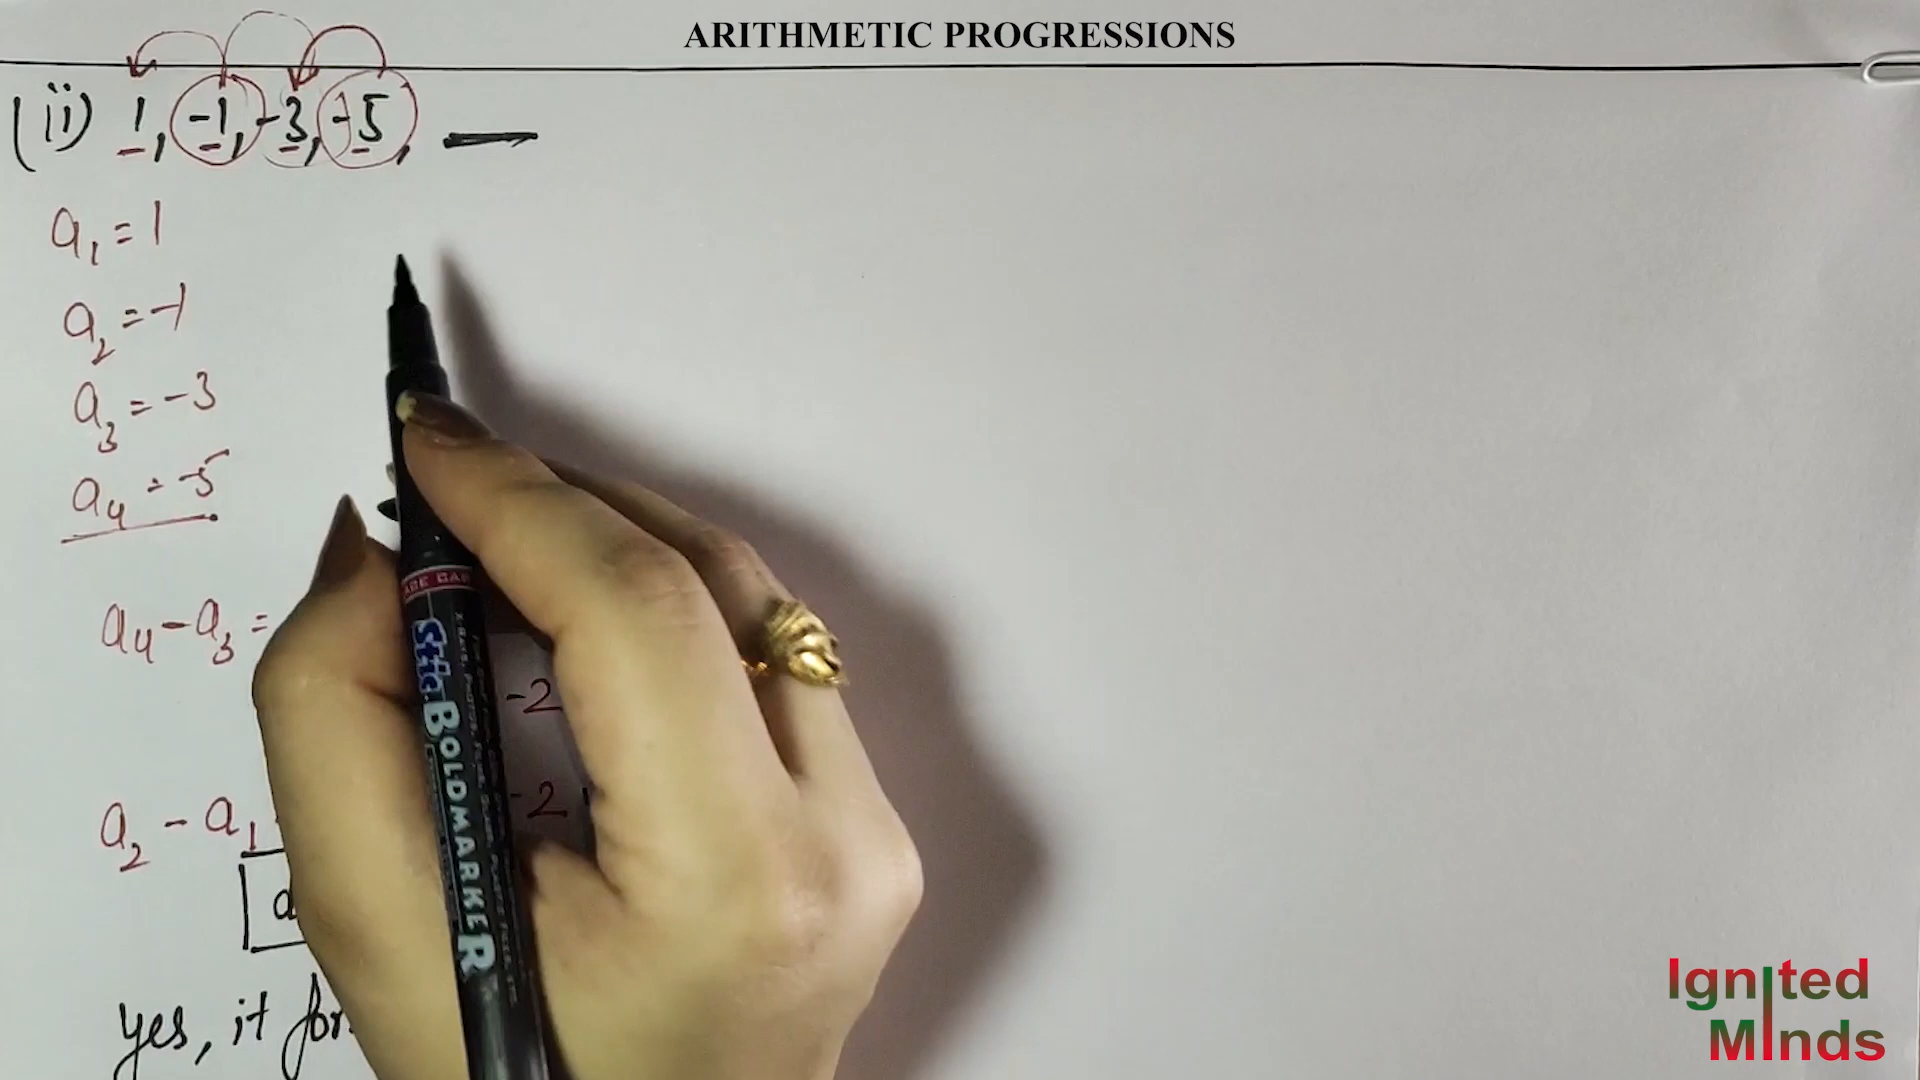 ARITHMETIC PROGRESSIONS
(ii) 1, -1, -3, -5, —
a₁ = 1
a₂ = -1
a₃ = -3
a₄ = -5
a₄ - a₃ =
-2
-2
a₂ - a₁
yes, it for
Stic BOLDMARKER
Ignited
Minds